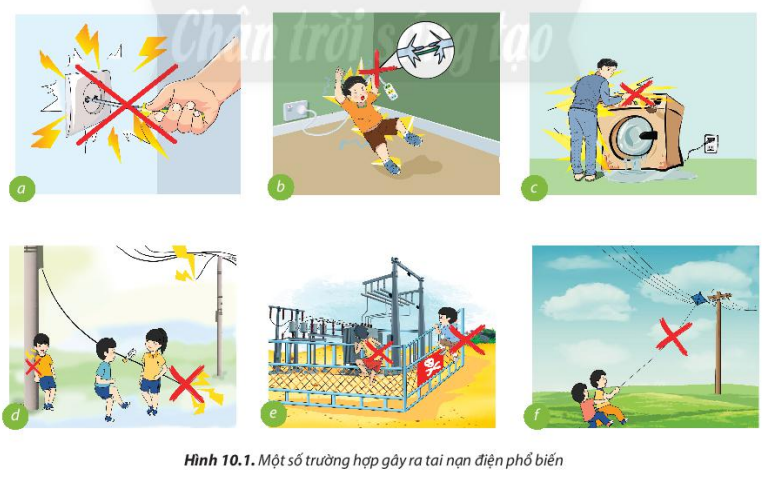 Chân trời sáng tạo
a
b
c
d
e
f
Hình 10.1. Một số trường hợp gây ra tai nạn điện phổ biến